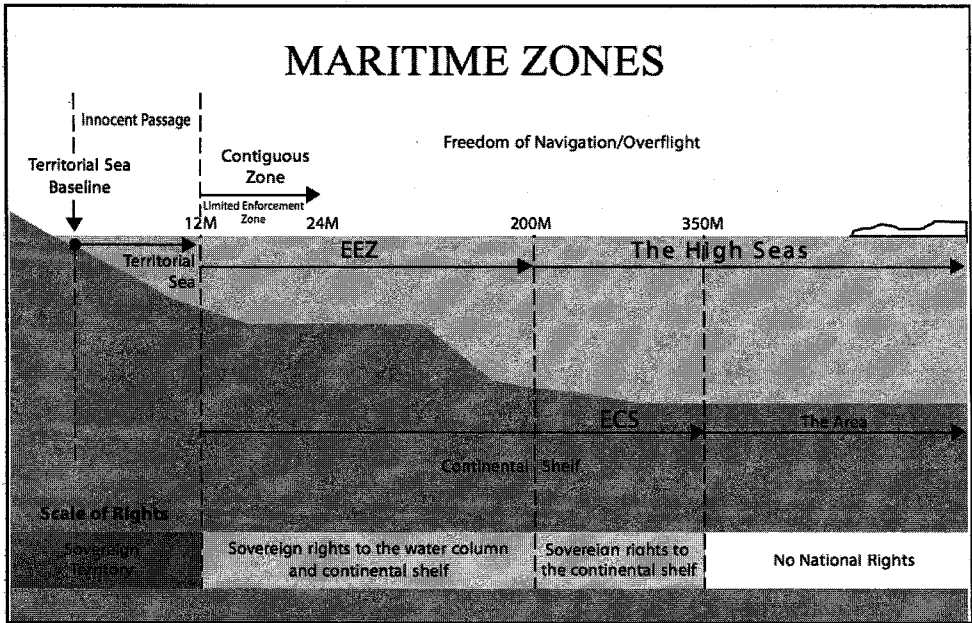 MARITIME ZONES
Innocent Passage
Freedom of Navigation/Overflight
Territorial Sea
Baseline
Contiguous
Zone
Limited Enforcement
Zone
12M
24M
200M
350M
Territorial
Sea
EEZ
The High Seas
ECS
The Area
Continental Shelf
Scale of Rights
Sovereign
Territory
Sovereign rights to the water column
and continental shelf
Sovereign rights to
the continental shelf
No National Rights